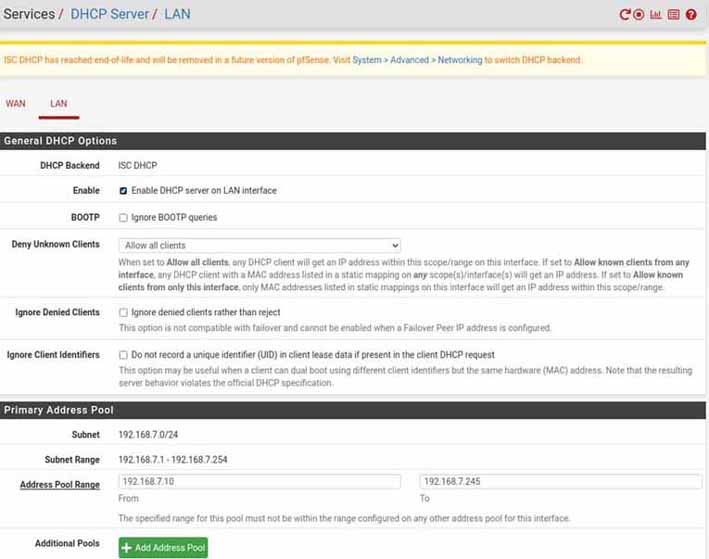 Services / DHCP Server / LAN
ISC DHCP has reached end-of-life and will be removed in a future version of pfSense. Visit System > Advanced > Networking to switch DHCP backend.
WAN LAN
General DHCP Options
DHCP Backend ISC DHCP
Enable Enable DHCP server on LAN interface
BOOTP Ignore BOOTP queries
Deny Unknown Clients Allow all clients
When set to Allow all clients, any DHCP client will get an IP address within this scope/range on this interface. If set to Allow known clients from any
interface, any DHCP client with a MAC address listed in a static mapping on any scope(s)/interface(s) will get an IP address. If set to Allow known
clients from only this interface, only MAC addresses listed in static mappings on this interface will get an IP address within this scope/range.
Ignore Denied Clients Ignore denied clients rather than reject
This option is not compatible with failover and cannot be enabled when a Failover Peer IP address is configured.
Ignore Client Identifiers Do not record a unique identifier (UID) in client lease data if present in the client DHCP request
This option may be useful when a client can dual boot using different client identifiers but the same hardware (MAC) address. Note that the resulting
server behavior violates the official DHCP specification.
Primary Address Pool
Subnet 192.168.7.0/24
Subnet Range 192.168.7.1 - 192.168.7.254
Address Pool Range 192.168.7.10 192.168.7.245
From To
The specified range for this pool must not be within the range configured on any other address pool for this interface.
Additional Pools + Add Address Pool